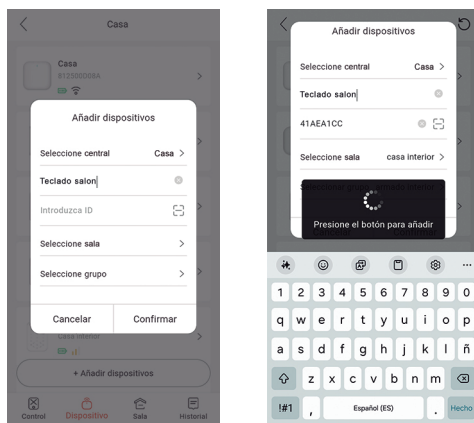 Casa
Casa
812300D08A
Añadir dispositivos
Seleccione central Casa
Teclado salon
Introduzca ID
Seleccione sala
Seleccione grupo
Cancelar Confirmar
Casa Interior
+ Añadir dispositivos
Control Dispositivo Sala Historial
Añadir dispositivos
Seleccione central Casa
Teclado salon
41AEA1CC
Seleccione sala casa interior
Presione el botón para añadir
1 2 3 4 5 6 7 8 9 0
q w e r t y u i o p
a s d f g h j k l ñ
z x c v b n m
!#1 , Español (ES) . Hecho